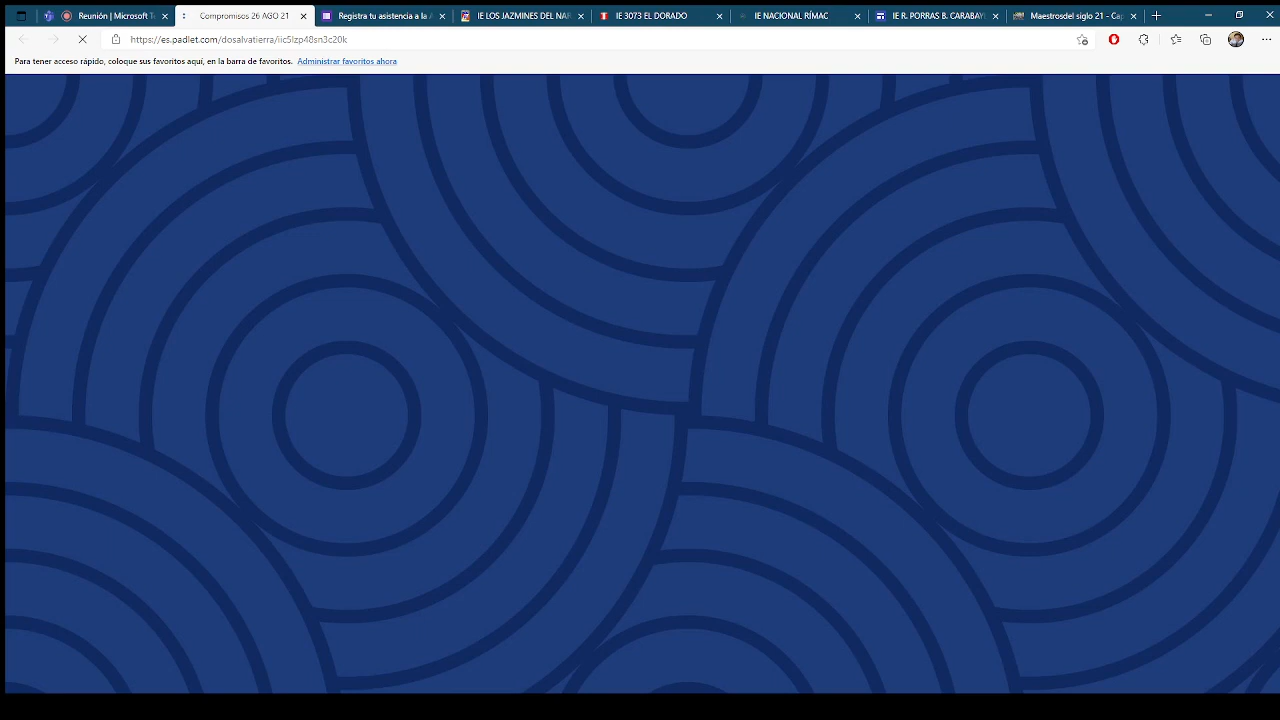 Reunión | Microsoft T
Compromisos 26 AGO 21
Registra tu asistencia a la
IE LOS JAZMINES DEL NAR
IE 3073 EL DORADO
IE NACIONAL RÍMAC
IE R. PORRAS B. CARABAY
Maestrosdel siglo 21 - Ca
https://es.padlet.com/dosalvatierra/iic5lzp48sn3c20k
Para tener acceso rápido, coloque sus favoritos aquí, en la barra de favoritos. Administrar favoritos ahora